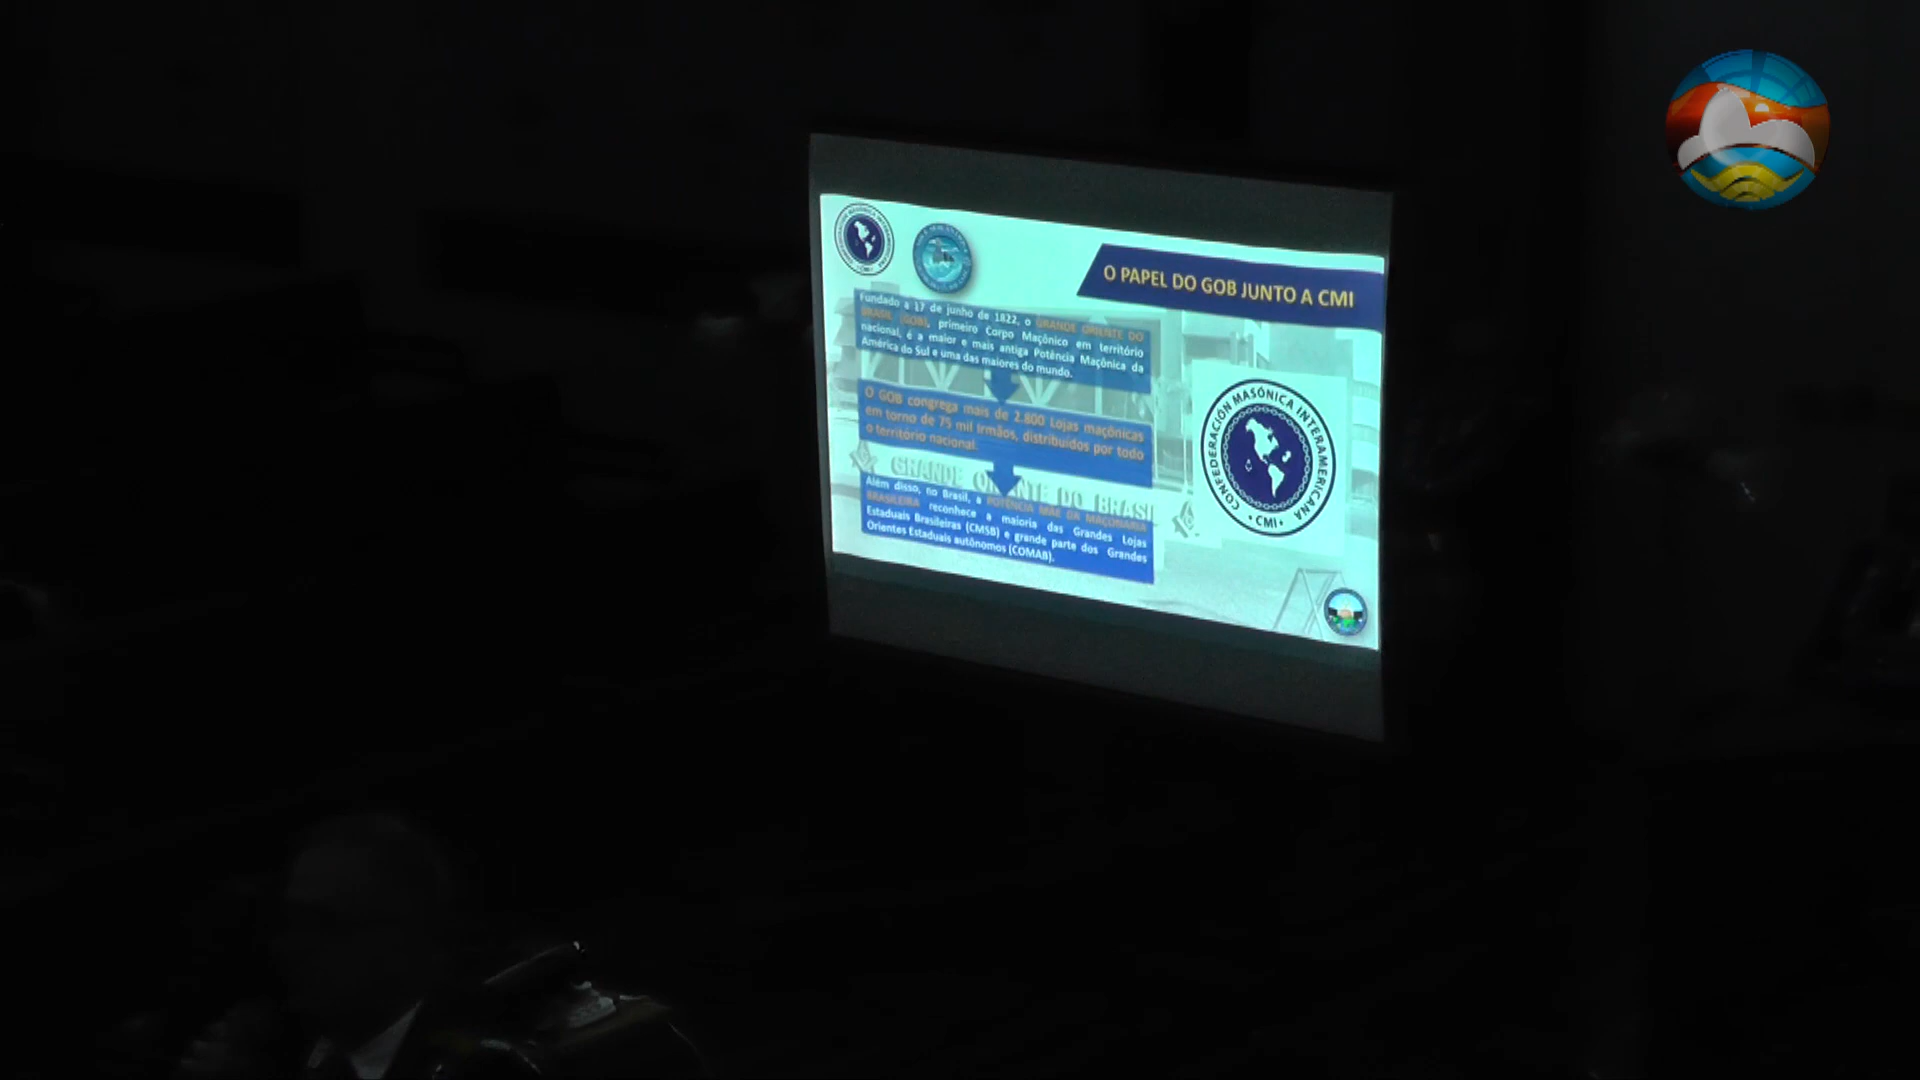 O PAPEL DO GOB JUNTO A CMI
Fundado a 17 de junho de 1822, o GRANDE ORIENTE DO
BRASIL (GOB), primeiro Corpo Maçônico em território
nacional, é a maior e mais antiga Potência Maçônica da
América do Sul e uma das maiores do mundo.
O GOB congrega mais de 2.800 Lojas maçônicas
em torno de 75 mil Irmãos, distribuídos por todo
o território nacional.
GRANDE ORIENTE DO BRASIL
Além disso, no Brasil, a POTÊNCIA MÃE DA MAÇONARIA
BRASILEIRA reconhece a maioria das Grandes Lojas
Estaduais Brasileiras (CMSB) e grande parte dos Grandes
Orientes Estaduais autônomos (COMAB).
CONFEDERACIÓN MASÓNICA INTERAMERICANA
• CMI •